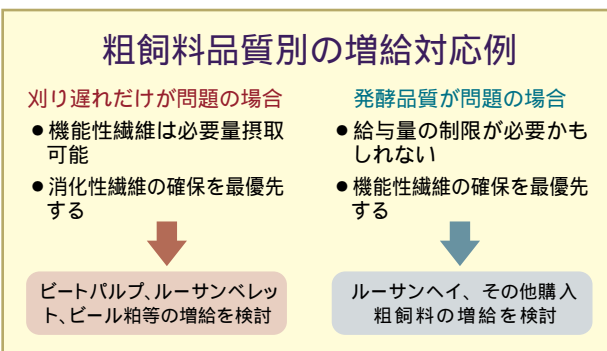 粗飼料品質別の増給対応例
刈り遅れだけが問題の場合
●機能性繊維は必要量摂取
可能
●消化性繊維の確保を最優先
する
ビートパルプ、ルーサンペレッ
ト、ビール粕等の増給を検討
発酵品質が問題の場合
●給与量の制限が必要かも
しれない
●機能性繊維の確保を最優先
する
ルーサンヘイ、その他購入
粗飼料の増給を検討